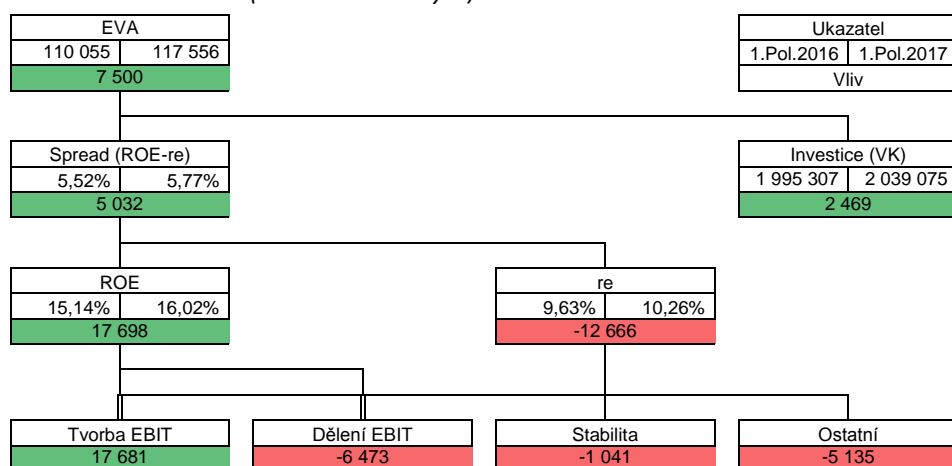 EVA
110 055 117 556
7 500
Ukazatel
1.Pol.2016 1.Pol.2017
Vliv
Spread (ROE-re)
5,52% 5,77%
5 032
Investice (VK)
1 995 307 2 039 075
2 469
ROE
15,14% 16,02%
17 698
re
9,63% 10,26%
-12 666
Tvorba EBIT
17 681
Dělení EBIT
-6 473
Stabilita
-1 041
Ostatní
-5 135